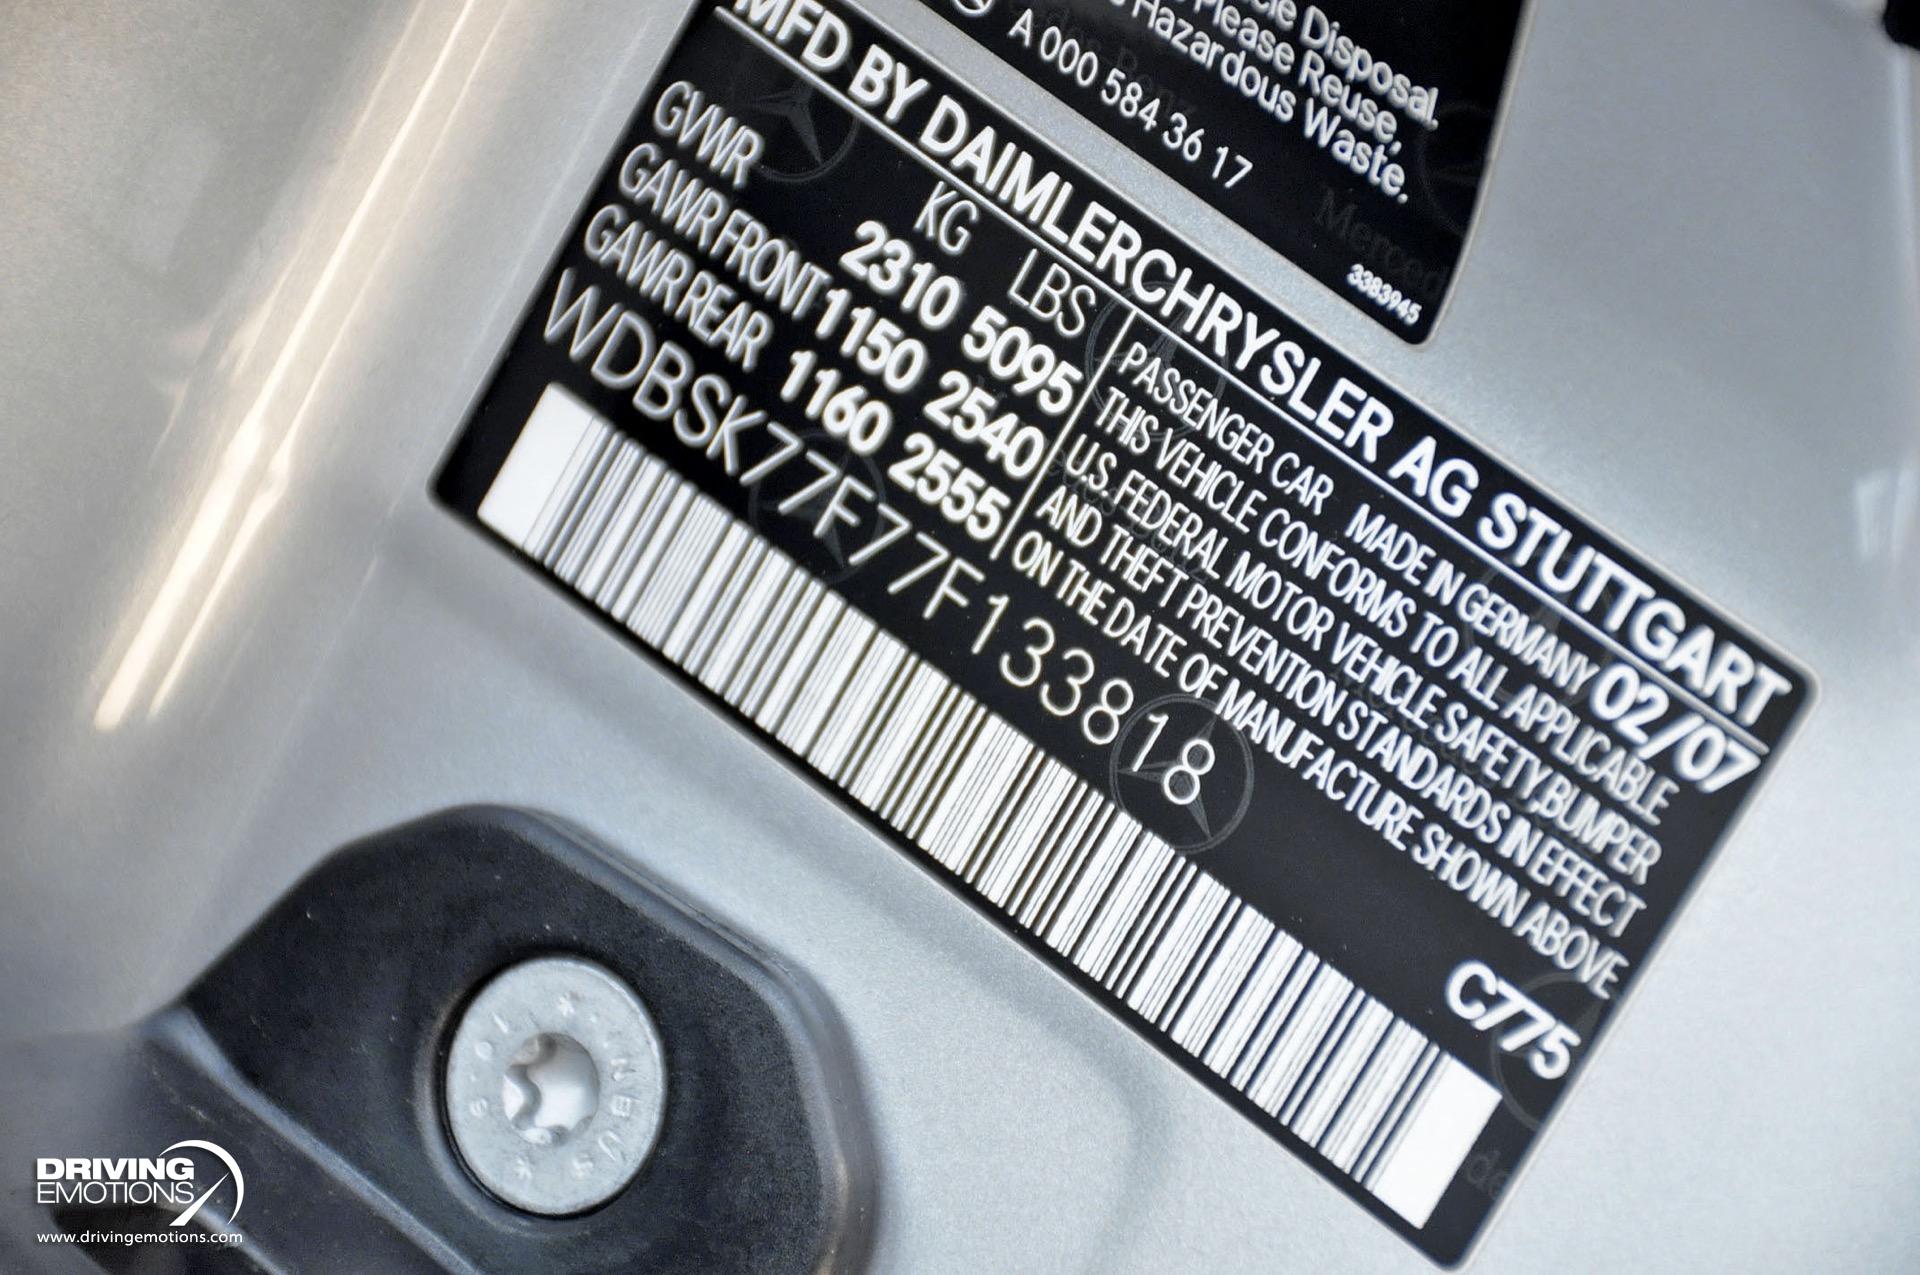 cle Disposal.
Please Reuse,
Hazardous Waste.
A 000 584 36 17
3383945
MFD BY DAIMLERCHRYSLER AG STUTTGART
KG LBS
GVWR 2310 5095
GAWR FRONT 1150 2540
GAWR REAR 1160 2555
PASSENGER CAR MADE IN GERMANY 02/07
THIS VEHICLE CONFORMS TO ALL APPLICABLE
U.S. FEDERAL MOTOR VEHICLE SAFETY,BUMPER
AND THEFT PREVENTION STANDARDS IN EFFECT
ON THE DATE OF MANUFACTURE SHOWN ABOVE
WDBSK77F77F133818
C775
DRIVING
EMOTIONS
www.drivingemotions.com